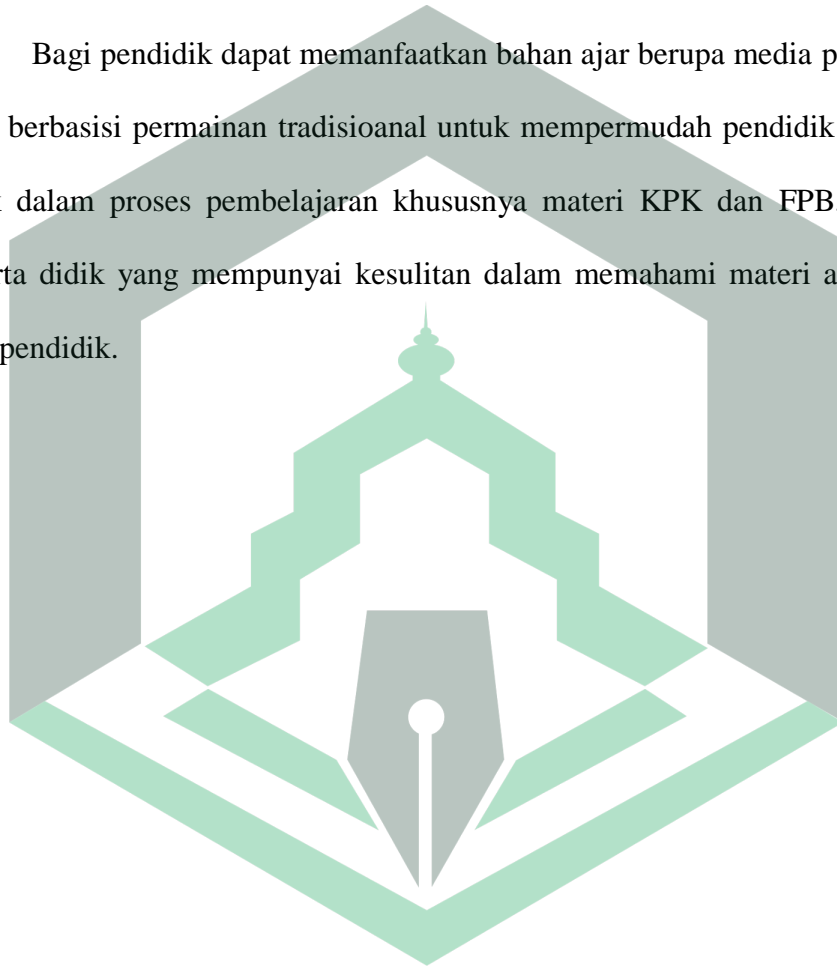 Bagi pendidik dapat memanfaatkan bahan ajar berupa media p
berbasisi permainan tradisioanal untuk mempermudah pendidik
dalam proses pembelajaran khususnya materi KPK dan FPB.
rta didik yang mempunyai kesulitan dalam memahami materi a
pendidik.